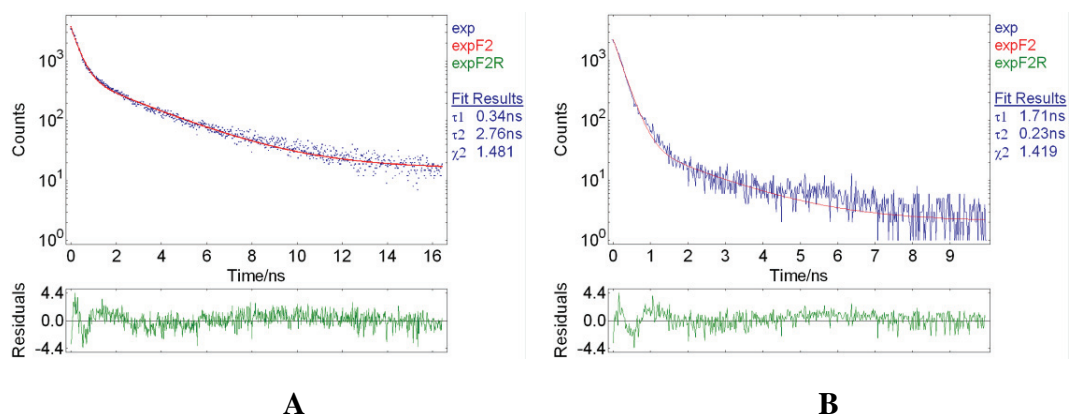 exp
expF2
expF2R
Fit Results
τ1 0.34ns
τ2 2.76ns
χ2 1.481
Counts
10³
10²
10¹
10⁰
0 2 4 6 8 10 12 14 16
Time/ns
Residuals
4.4
0.0
-4.4
A
exp
expF2
expF2R
Fit Results
τ1 1.71ns
τ2 0.23ns
χ2 1.419
Counts
10³
10²
10¹
10⁰
0 1 2 3 4 5 6 7 8 9
Time/ns
Residuals
4.4
0.0
-4.4
B